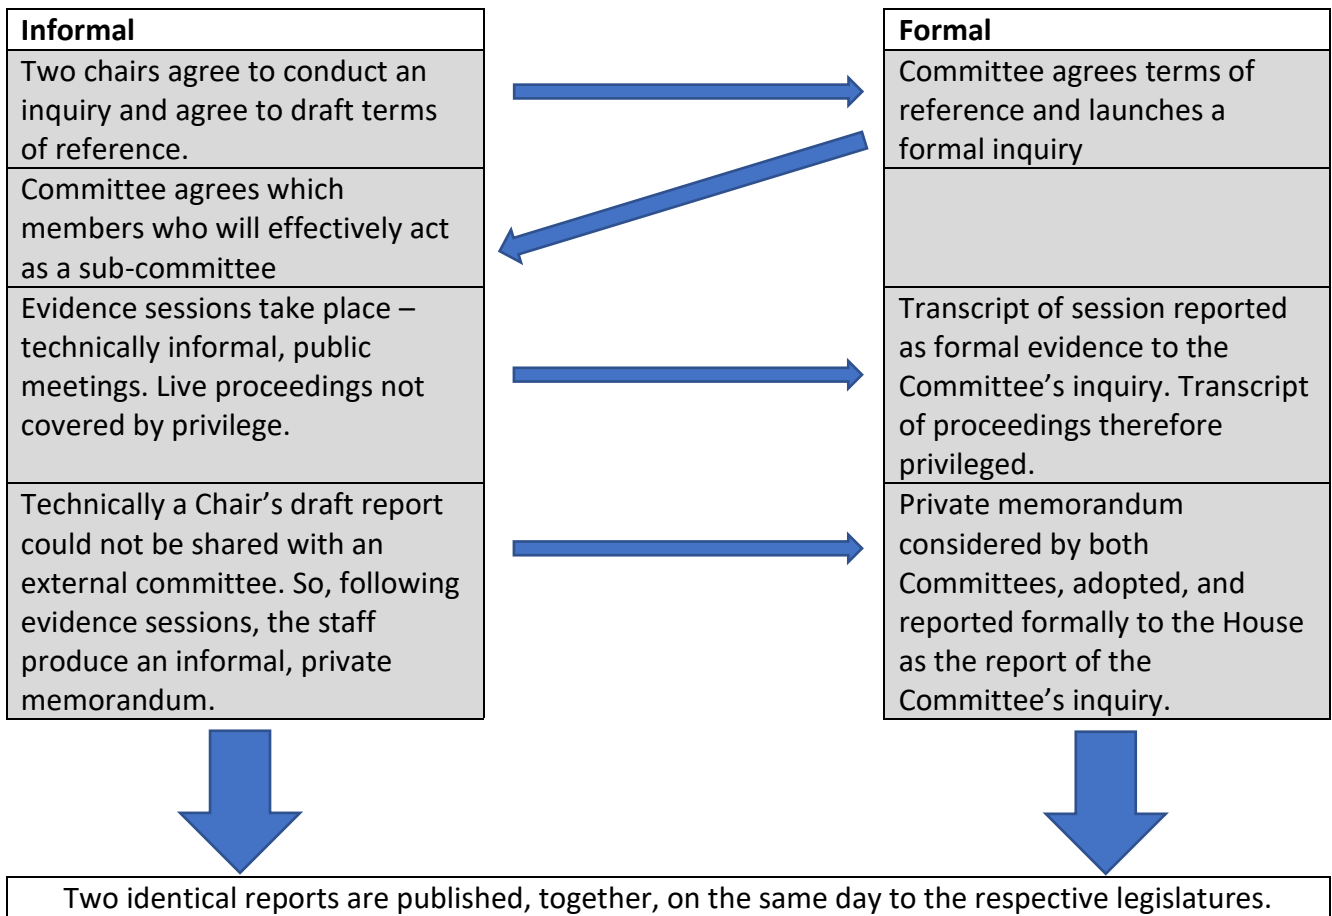 Informal
Two chairs agree to conduct an
inquiry and agree to draft terms
of reference.
Formal
Committee agrees terms of
reference and launches a
formal inquiry
Committee agrees which
members who will effectively act
as a sub-committee
Evidence sessions take place –
technically informal, public
meetings. Live proceedings not
covered by privilege.
Transcript of session reported
as formal evidence to the
Committee’s inquiry. Transcript
of proceedings therefore
privileged.
Technically a Chair’s draft report
could not be shared with an
external committee. So, following
evidence sessions, the staff
produce an informal, private
memorandum.
Private memorandum
considered by both
Committees, adopted, and
reported formally to the House
as the report of the
Committee’s inquiry.
Two identical reports are published, together, on the same day to the respective legislatures.